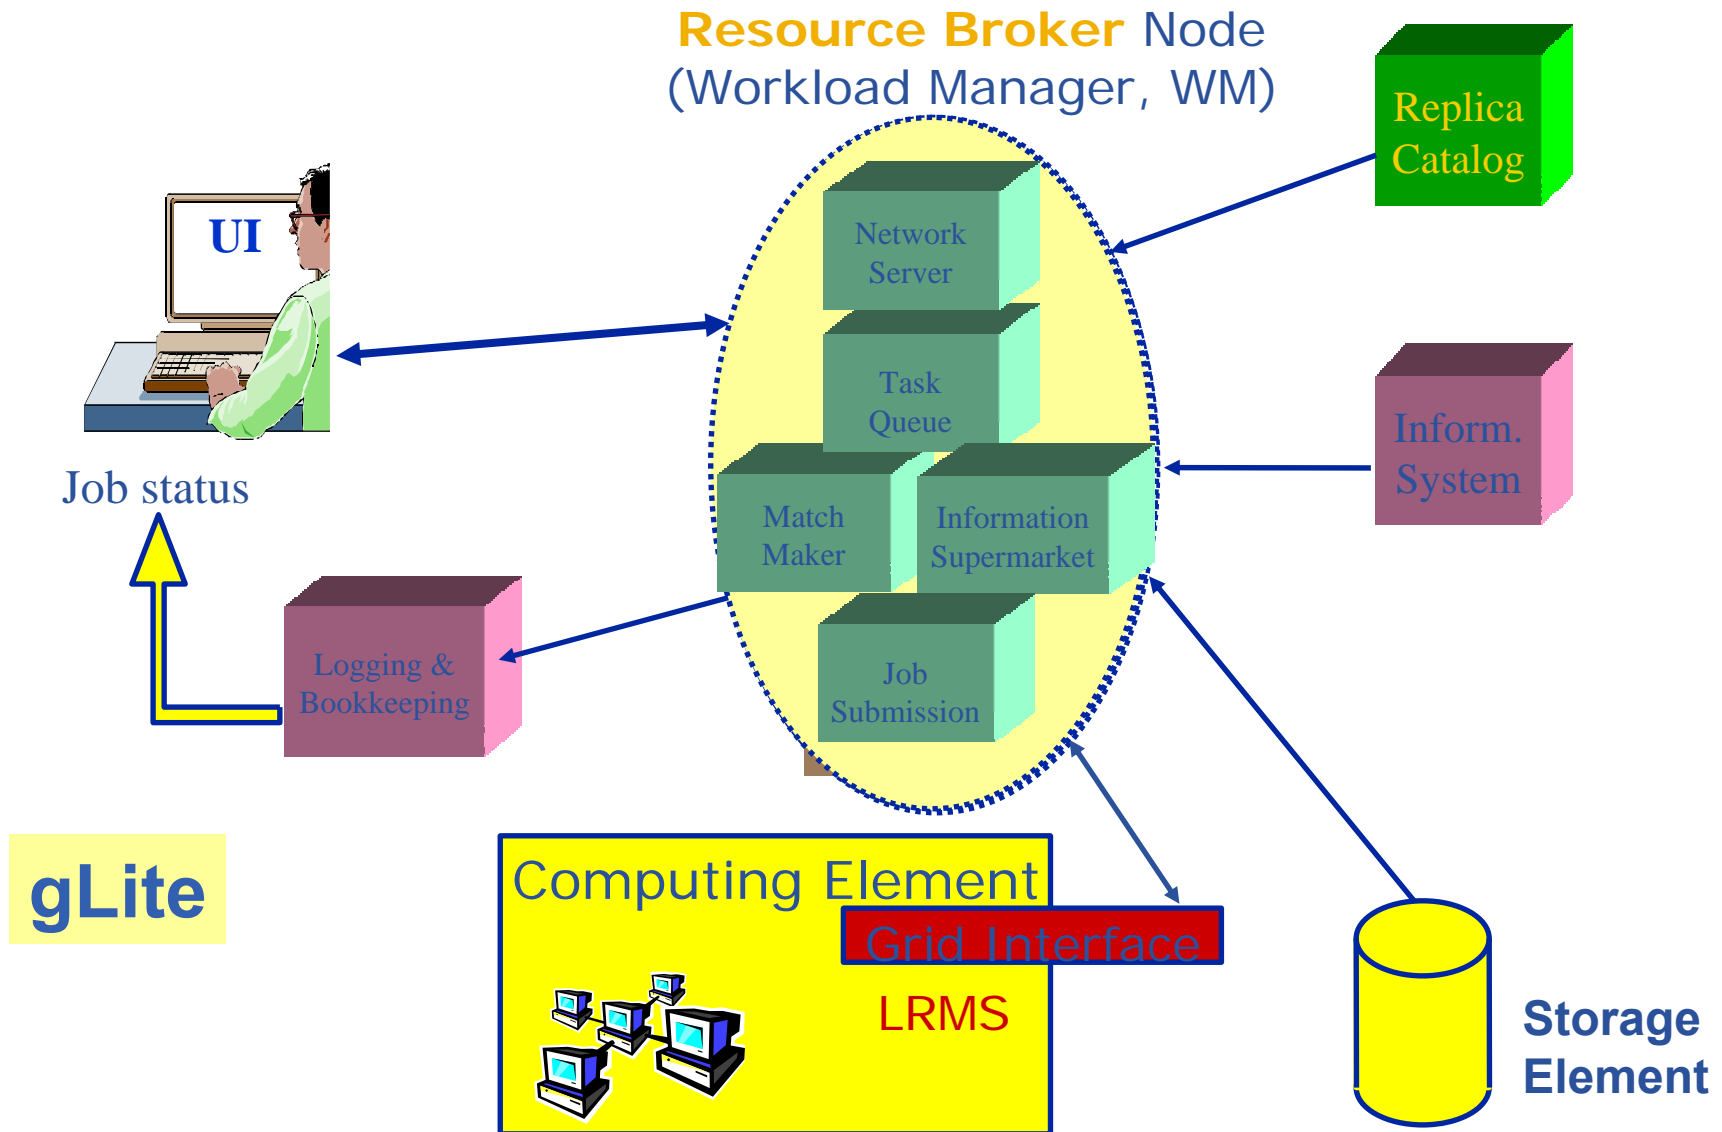 Resource Broker Node
(Workload Manager, WM)
Replica
Catalog
UI
Network
Server
Task
Queue
Inform.
System
Job status
Match
Maker
Information
Supermarket
Logging &
Bookkeeping
Job
Submission
gLite
Computing Element
Grid Interface
LRMS
Storage
Element